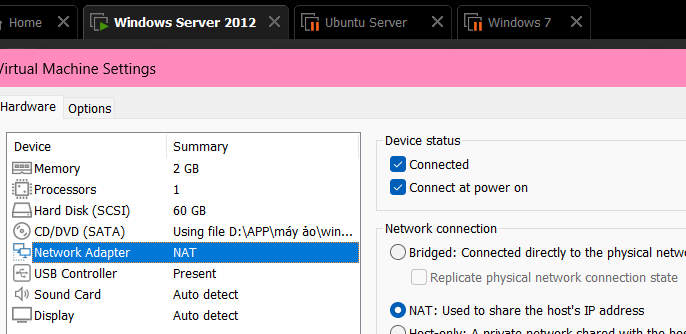 Home Windows Server 2012 Ubuntu Server Windows 7
Virtual Machine Settings
Hardware Options
Device Summary
Memory 2 GB
Processors 1
Hard Disk (SCSI) 60 GB
CD/DVD (SATA) Using file D:\APP\máy ảo\win...
Network Adapter NAT
USB Controller Present
Sound Card Auto detect
Display Auto detect
Device status
Connected
Connect at power on
Network connection
Bridged: Connected directly to the physical netw
Replicate physical network connection state
NAT: Used to share the host's IP address
Host-only: A private network shared with the ho